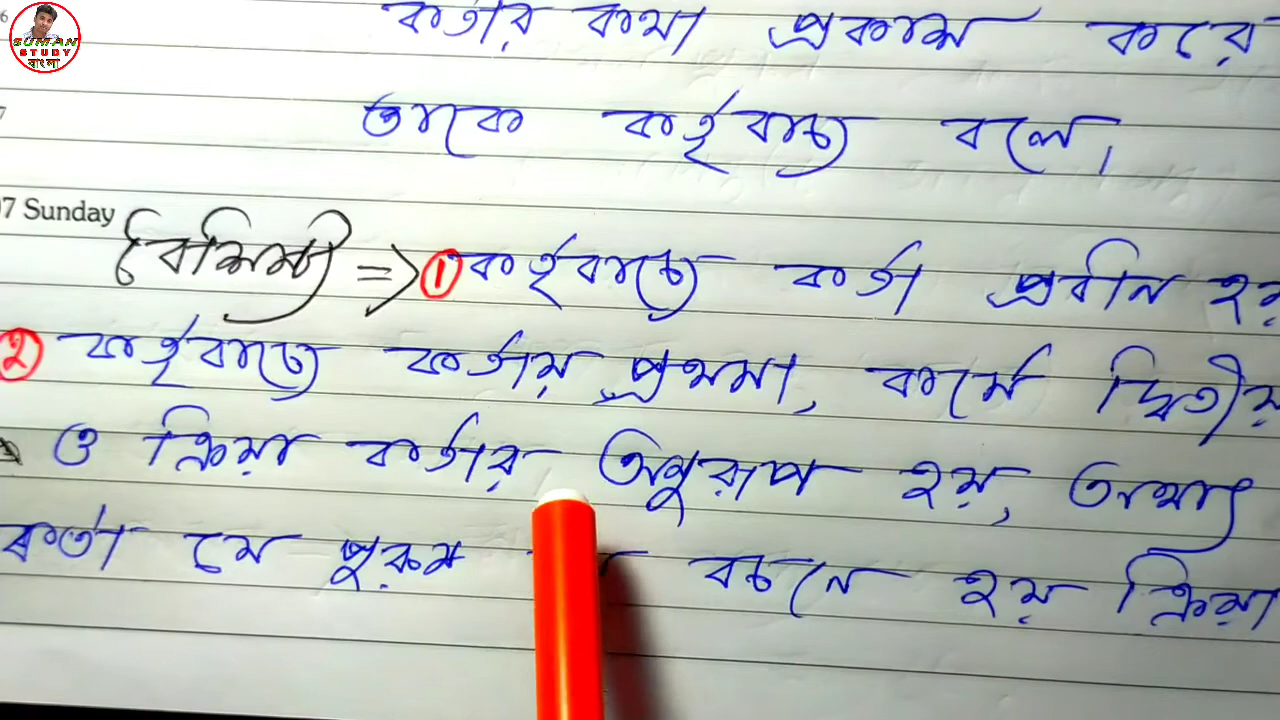 SUMAN
STUDY
বাংলা
কর্তার কথা প্রকাশ করে
তাকে কর্তৃবাচ্য বলে,
7 Sunday
বৈশিষ্ট্য => ① কর্তৃবাচ্যে কর্তা প্রধান হয়
② কর্তৃবাচ্যে কর্তায় প্রথমা, কর্মে দ্বিতীয়
ও ক্রিয়া কর্তার অনুরূপ হয়, অর্থাৎ
কর্তা যে পুরুষ বচনে হয় ক্রিয়া